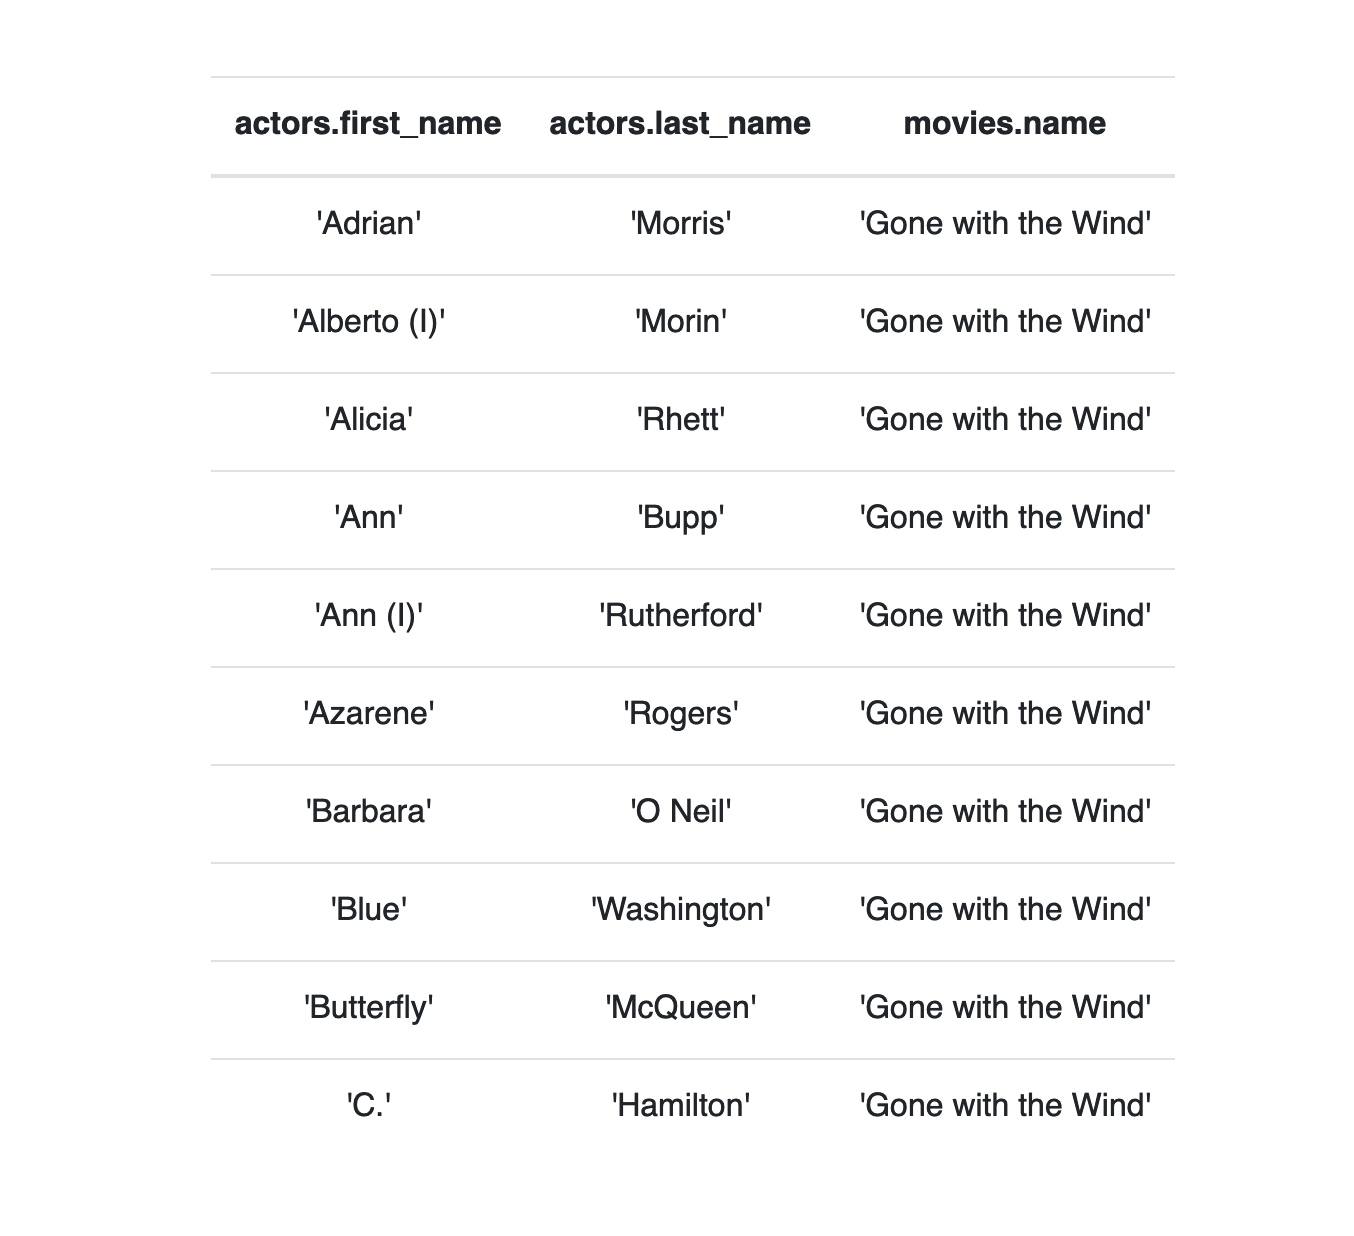 actors.first_name actors.last_name movies.name
'Adrian' 'Morris' 'Gone with the Wind'
'Alberto (I)' 'Morin' 'Gone with the Wind'
'Alicia' 'Rhett' 'Gone with the Wind'
'Ann' 'Bupp' 'Gone with the Wind'
'Ann (I)' 'Rutherford' 'Gone with the Wind'
'Azarene' 'Rogers' 'Gone with the Wind'
'Barbara' 'O Neil' 'Gone with the Wind'
'Blue' 'Washington' 'Gone with the Wind'
'Butterfly' 'McQueen' 'Gone with the Wind'
'C.' 'Hamilton' 'Gone with the Wind'